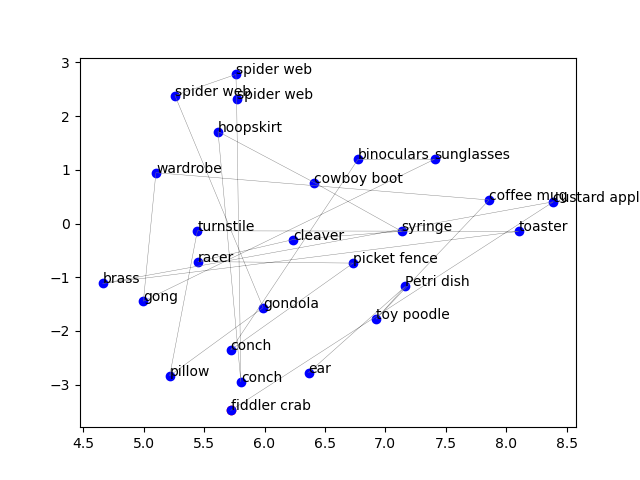 3
spider web
spider web
spider web
2
hoopskirt
binoculars
sunglasses
1
wardrobe
cowboy boot
coffee mug
custard appl
0
turnstile
syringe
toaster
cleaver
racer
picket fence
−1
brass
Petri dish
gong
gondola
toy poodle
−2
conch
pillow
ear
conch
−3
fiddler crab
4.5 5.0 5.5 6.0 6.5 7.0 7.5 8.0 8.5